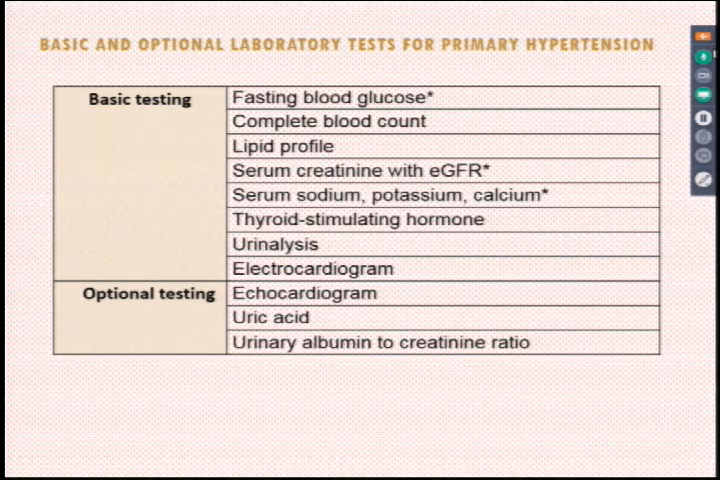 BASIC AND OPTIONAL LABORATORY TESTS FOR PRIMARY HYPERTENSION
Basic testing
Fasting blood glucose*
Complete blood count
Lipid profile
Serum creatinine with eGFR*
Serum sodium, potassium, calcium*
Thyroid-stimulating hormone
Urinalysis
Electrocardiogram
Optional testing
Echocardiogram
Uric acid
Urinary albumin to creatinine ratio